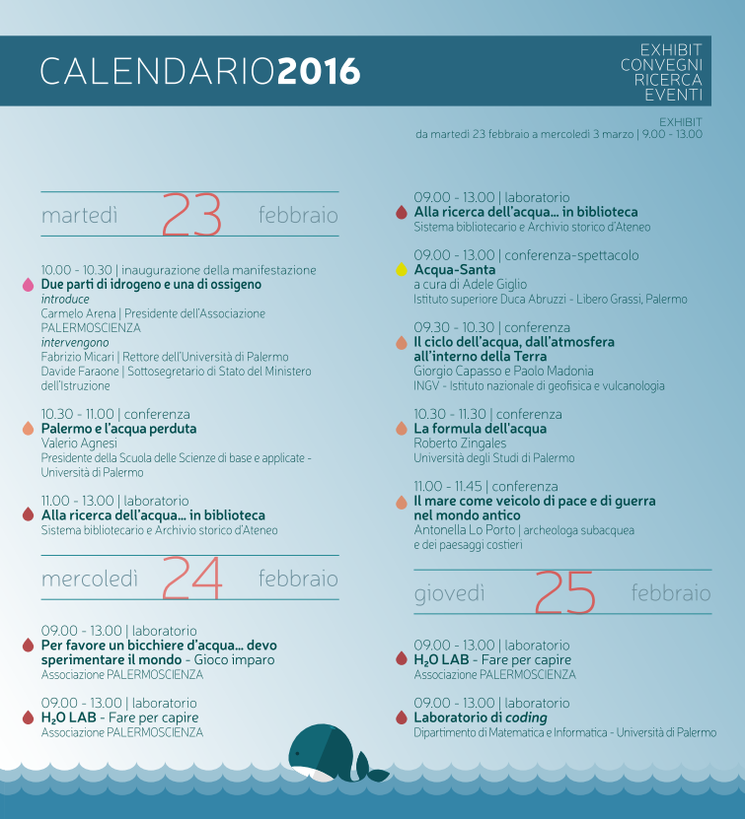 CALENDARIO2016
EXHIBIT
CONVEGNI
RICERCA
EVENTI
EXHIBIT
da martedì 23 febbraio a mercoledì 3 marzo | 9.00 - 13.00
martedì 23 febbraio
10.00 - 10.30 | inaugurazione della manifestazione
Due parti di idrogeno e una di ossigeno
introduce
Carmelo Arena | Presidente dell'Associazione
PALERMOSCIENZA
intervengono
Fabrizio Micari | Rettore dell'Università di Palermo
Davide Faraone | Sottosegretario di Stato del Ministero
dell'Istruzione
10.30 - 11.00 | conferenza
Palermo e l'acqua perduta
Valerio Agnesi
Presidente della Scuola delle Scienze di base e applicate -
Università di Palermo
11.00 - 13.00 | laboratorio
Alla ricerca dell'acqua... in biblioteca
Sistema bibliotecario e Archivio storico d'Ateneo
mercoledì 24 febbraio
09.00 - 13.00 | laboratorio
Per favore un bicchiere d'acqua... devo
sperimentare il mondo - Gioco imparo
Associazione PALERMOSCIENZA
09.00 - 13.00 | laboratorio
H₂O LAB - Fare per capire
Associazione PALERMOSCIENZA
09.00 - 13.00 | laboratorio
Alla ricerca dell'acqua... in biblioteca
Sistema bibliotecario e Archivio storico d'Ateneo
09.00 - 13.00 | conferenza-spettacolo
Acqua-Santa
a cura di Adele Giglio
Istituto superiore Duca Abruzzi - Libero Grassi, Palermo
09.30 - 10.30 | conferenza
Il ciclo dell'acqua, dall'atmosfera
all'interno della Terra
Giorgio Capasso e Paolo Madonia
INGV - Istituto nazionale di geofisica e vulcanologia
10.30 - 11.30 | conferenza
La formula dell'acqua
Roberto Zingales
Università degli Studi di Palermo
11.00 - 11.45 | conferenza
Il mare come veicolo di pace e di guerra
nel mondo antico
Antonella Lo Porto | archeologa subacquea
e dei paesaggi costieri
giovedì 25 febbraio
09.00 - 13.00 | laboratorio
H₂O LAB - Fare per capire
Associazione PALERMOSCIENZA
09.00 - 13.00 | laboratorio
Laboratorio di coding
Dipartimento di Matematica e Informatica - Università di Palermo